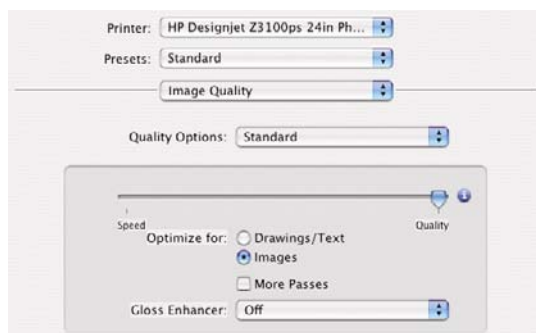 Printer: HP Designjet Z3100ps 24in Ph...
Presets: Standard
Image Quality
Quality Options: Standard
Speed Quality
Optimize for: Drawings/Text
Images
More Passes
Gloss Enhancer: Off